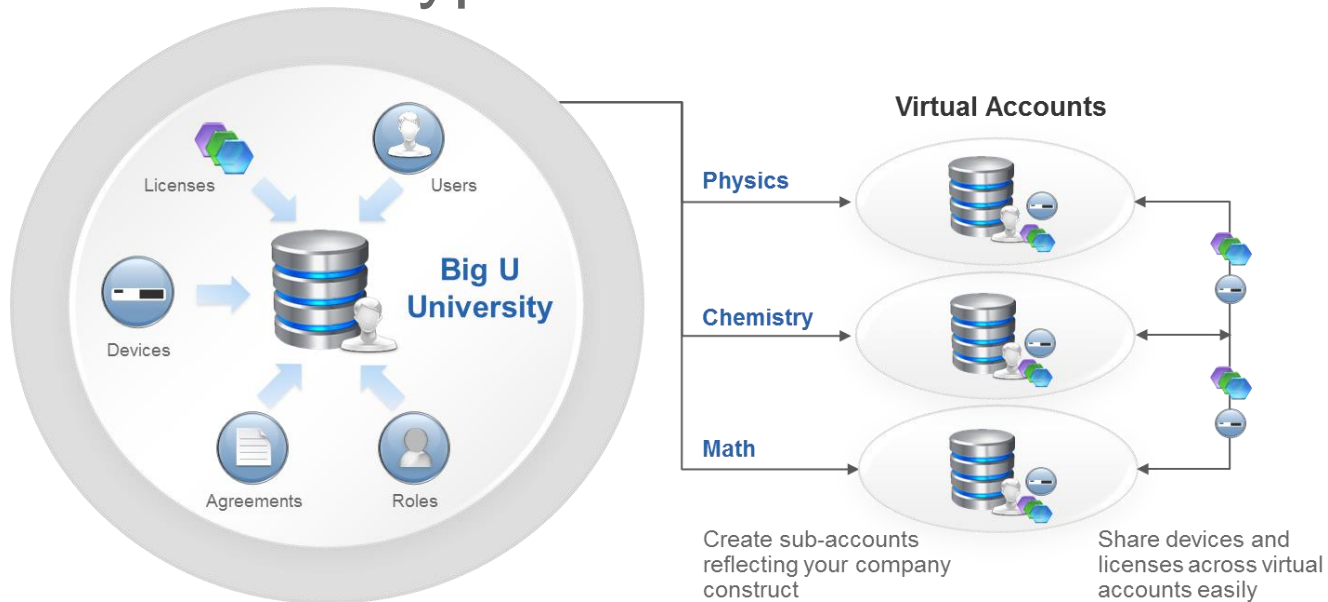 Licenses
Users
Big U
University
Devices
Agreements
Roles
Virtual Accounts
Physics
Chemistry
Math
Create sub-accounts
reflecting your company
construct
Share devices and
licenses across virtual
accounts easily